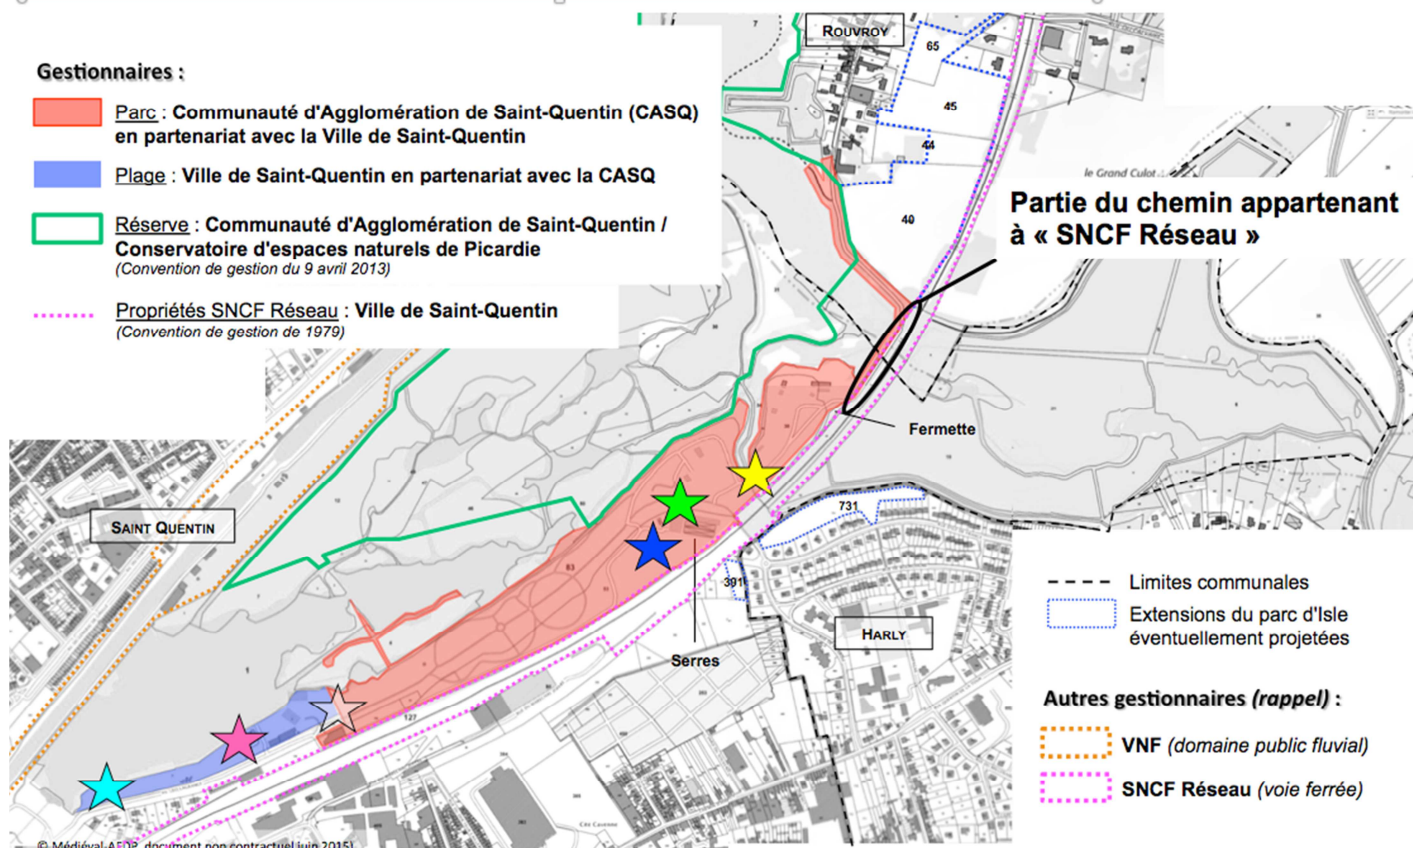 Gestionnaires :
Parc : Communauté d'Agglomération de Saint-Quentin (CASQ)
en partenariat avec la Ville de Saint-Quentin
Plage : Ville de Saint-Quentin en partenariat avec la CASQ
Réserve : Communauté d'Agglomération de Saint-Quentin /
Conservatoire d'espaces naturels de Picardie
(Convention de gestion du 9 avril 2013)
Propriétés SNCF Réseau : Ville de Saint-Quentin
(Convention de gestion de 1979)
ROUVROY
65
45
44
40
le Grand Culot
Partie du chemin appartenant
à « SNCF Réseau »
Fermette
SAINT QUENTIN
731
391
83
HARLY
Serres
127
1
Cité Cavenne
Limites communales
Extensions du parc d'Isle
éventuellement projetées
Autres gestionnaires (rappel) :
VNF (domaine public fluvial)
SNCF Réseau (voie ferrée)
© Médiéval-AFDP, document non contractuel juin 2015)